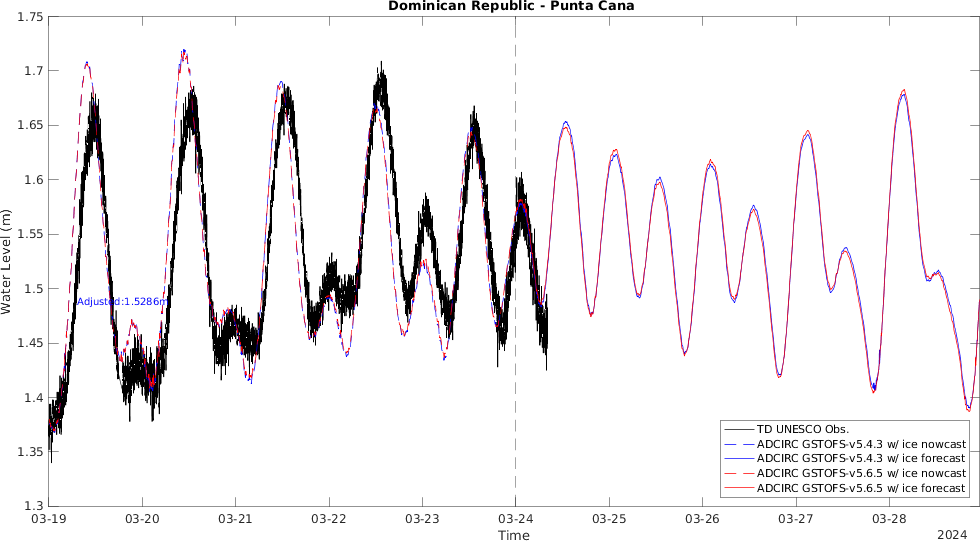 Dominican Republic - Punta Cana
Water Level (m)
1.75
1.7
1.65
1.6
1.55
1.5
1.45
1.4
1.35
1.3
Adjusted:1.5286m
TD UNESCO Obs.
ADCIRC GSTOFS-v5.4.3 w/ ice nowcast
ADCIRC GSTOFS-v5.4.3 w/ ice forecast
ADCIRC GSTOFS-v5.6.5 w/ ice nowcast
ADCIRC GSTOFS-v5.6.5 w/ ice forecast
03-19 03-20 03-21 03-22 03-23 03-24 03-25 03-26 03-27 03-28
Time
2024